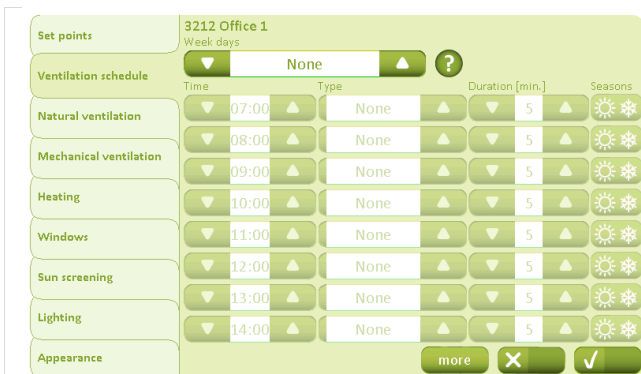 Set points
Ventilation schedule
Natural ventilation
Mechanical ventilation
Heating
Windows
Sun screening
Lighting
Appearance
3212 Office 1
Week days
None ?
Time Type Duration [min.] Seasons
07:00 None 5
08:00 None 5
09:00 None 5
10:00 None 5
11:00 None 5
12:00 None 5
13:00 None 5
14:00 None 5
more